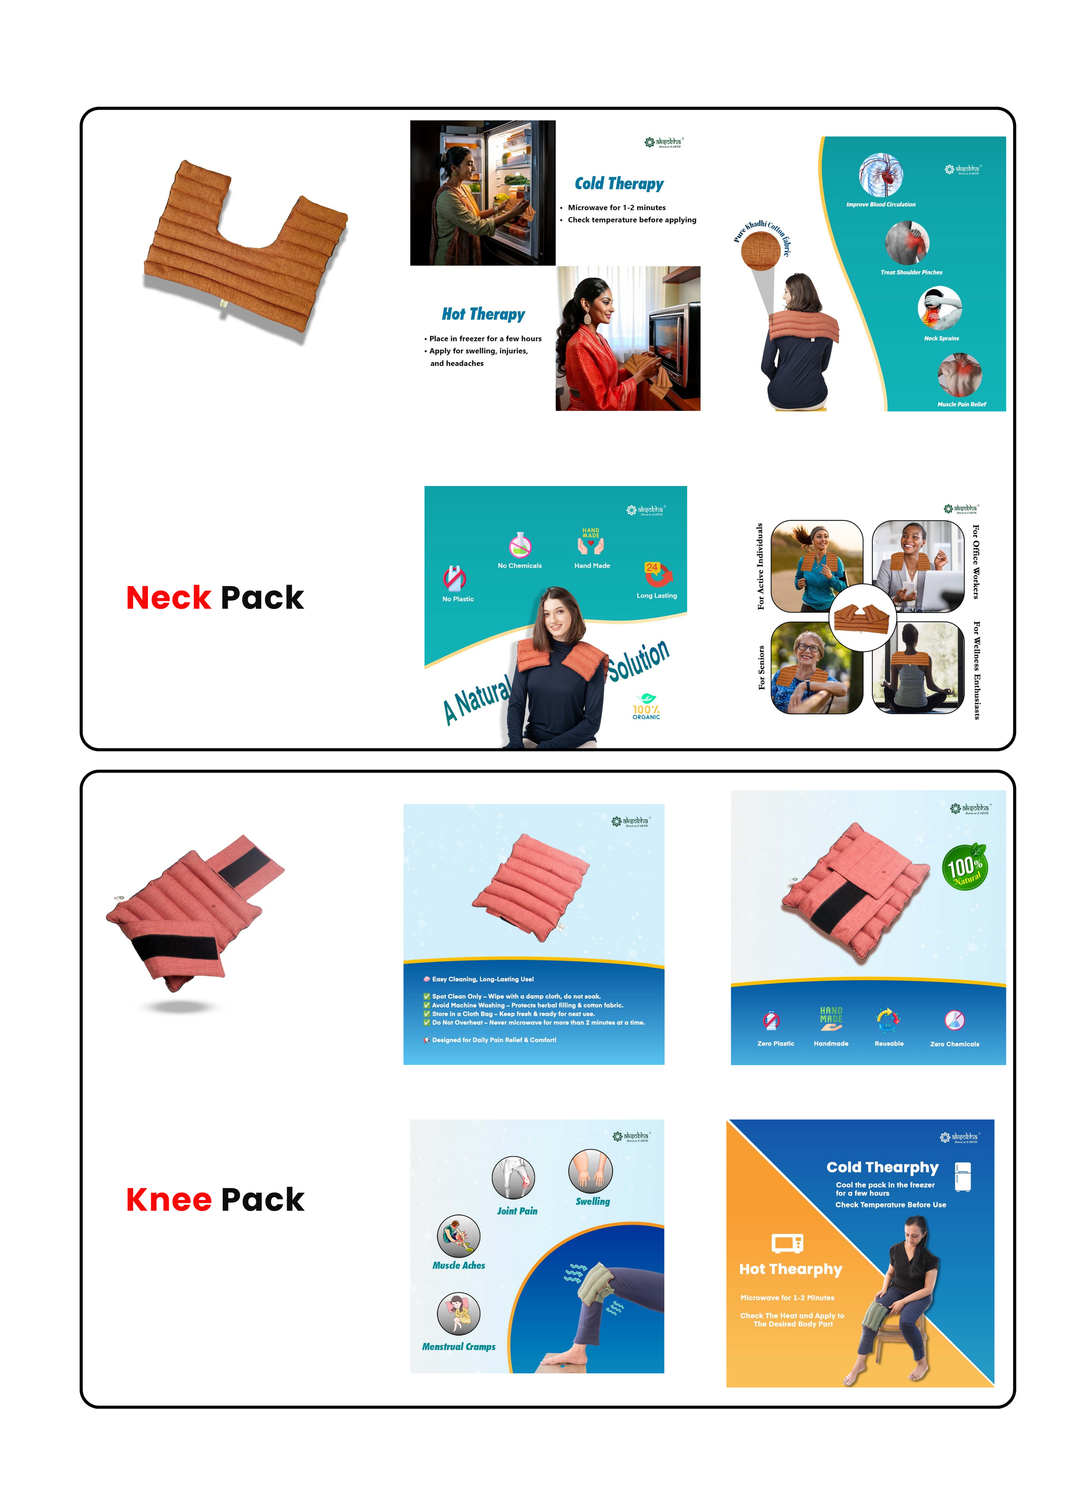 aksobha
Cold Therapy
• Microwave for 1-2 minutes
• Check temperature before applying
Hot Therapy
• Place in freezer for a few hours
• Apply for swelling, injuries,
and headaches
aksobha
Pure Khadhi Cotton fabric
Improve Blood Circulation
Treat Shoulder Pinches
Neck Sprains
Muscle Pain Relief
Neck Pack
aksobha
HAND
MADE
No Chemicals
Hand Made
24
No Plastic
Long Lasting
A Natural Solution
100%
ORGANIC
aksobha
For Active Individuals
For Office Workers
For Seniors
For Wellness Enthusiasts
aksobha
Easy Cleaning, Long-Lasting Use!
✅ Spot Clean Only – Wipe with a damp cloth, do not soak.
✅ Avoid Machine Washing – Protects herbal filling & cotton fabric.
✅ Store in a Cloth Bag – Keep fresh & ready for next use.
✅ Do Not Overheat – Never microwave for more than 2 minutes at a time.
Designed for Daily Pain Relief & Comfort!
aksobha
100%
Natural
HAND
MADE
Zero Plastic
Handmade
Reusable
Zero Chemicals
Knee Pack
aksobha
Joint Pain
Swelling
Muscle Aches
Menstrual Cramps
aksobha
Cold Thearphy
Cool the pack in the freezer
for a few hours
Check Temperature Before Use
Hot Thearphy
Microwave for 1-2 Minutes
Check The Heat and Apply to
The Desired Body Part